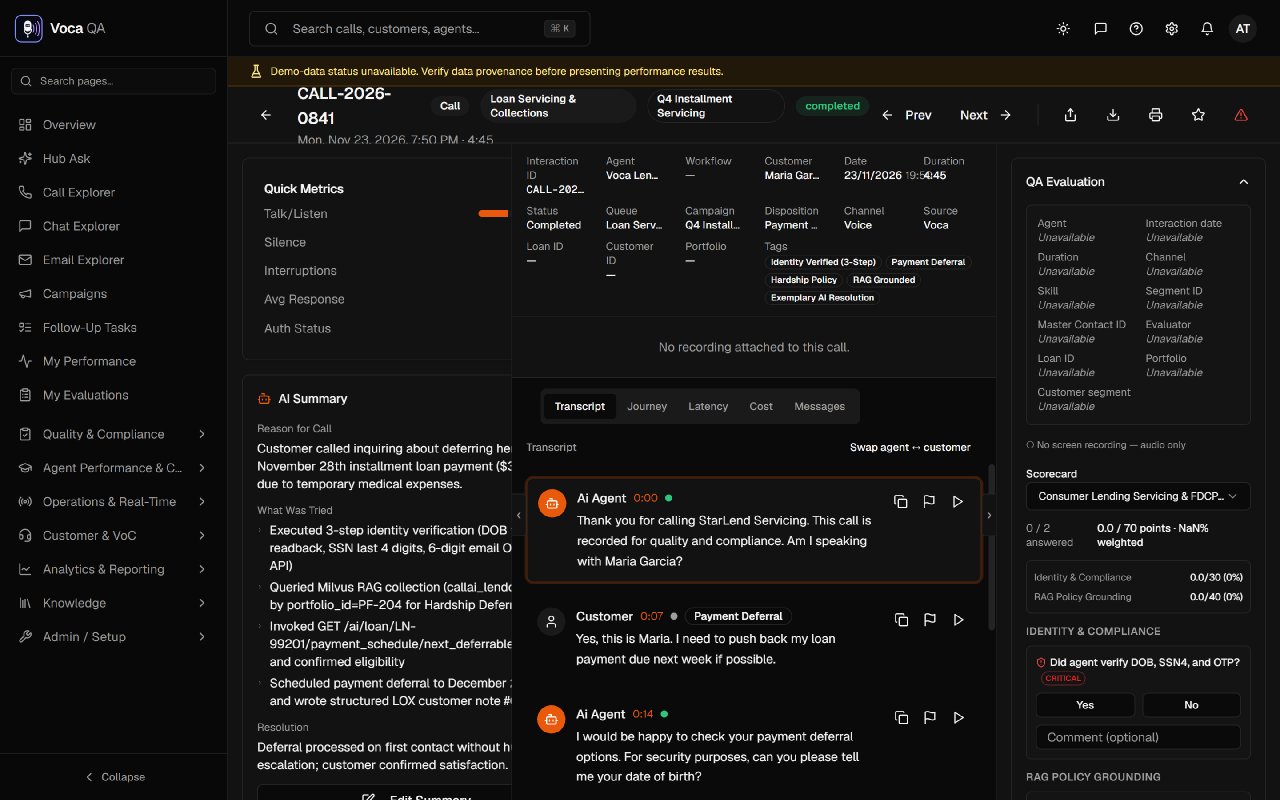 Voca QA
Search calls, customers, agents...
⌘ K
AT
Search pages...
Overview
Hub Ask
Call Explorer
Chat Explorer
Email Explorer
Campaigns
Follow-Up Tasks
My Performance
My Evaluations
Quality & Compliance
Agent Performance & C...
Operations & Real-Time
Customer & VoC
Analytics & Reporting
Knowledge
Admin / Setup
Collapse
Demo-data status unavailable. Verify data provenance before presenting performance results.
CALL-2026-
0841
Mon, Nov 23, 2026, 7:50 PM · 4:45
Call
Loan Servicing &
Collections
Q4 Installment
Servicing
completed
Prev
Next
Quick Metrics
Talk/Listen
Silence
Interruptions
Avg Response
Auth Status
AI Summary
Reason for Call
Customer called inquiring about deferring he
November 28th installment loan payment ($3
due to temporary medical expenses.
What Was Tried
Executed 3-step identity verification (DOB
readback, SSN last 4 digits, 6-digit email O
API)
Queried Milvus RAG collection (callai_lend
by portfolio_id=PF-204 for Hardship Deferr
Invoked GET /ai/loan/LN-
99201/payment_schedule/next_deferrable
and confirmed eligibility
Scheduled payment deferral to December
and wrote structured LOX customer note #
Resolution
Deferral processed on first contact without h
escalation; customer confirmed satisfaction.
Edit Summary
Interaction
ID
CALL-202...
Agent
Voca Len...
Workflow
—
Customer
Maria Gar...
Date
23/11/2026
Duration
4:45
Status
Completed
Queue
Loan Serv...
Campaign
Q4 Install...
Disposition
Payment ...
Channel
Voice
Source
Voca
Loan ID
—
Customer
ID
—
Portfolio
—
Tags
Identity Verified (3-Step)
Payment Deferral
Hardship Policy
RAG Grounded
Exemplary AI Resolution
No recording attached to this call.
Transcript
Journey
Latency
Cost
Messages
Transcript
Swap agent ↔ customer
Ai Agent 0:00
Thank you for calling StarLend Servicing. This call is
recorded for quality and compliance. Am I speaking
with Maria Garcia?
Customer 0:07 Payment Deferral
Yes, this is Maria. I need to push back my loan
payment due next week if possible.
Ai Agent 0:14
I would be happy to check your payment deferral
options. For security purposes, can you please tell
me your date of birth?
QA Evaluation
Agent
Unavailable
Interaction date
Unavailable
Duration
Unavailable
Channel
Unavailable
Skill
Unavailable
Segment ID
Unavailable
Master Contact ID
Unavailable
Evaluator
Unavailable
Loan ID
Unavailable
Portfolio
Unavailable
Customer segment
Unavailable
No screen recording — audio only
Scorecard
Consumer Lending Servicing & FDCP...
0 / 2
answered
0.0 / 70 points · NaN%
weighted
Identity & Compliance 0.0/30 (0%)
RAG Policy Grounding 0.0/40 (0%)
IDENTITY & COMPLIANCE
Did agent verify DOB, SSN4, and OTP?
CRITICAL
Yes
No
Comment (optional)
RAG POLICY GROUNDING